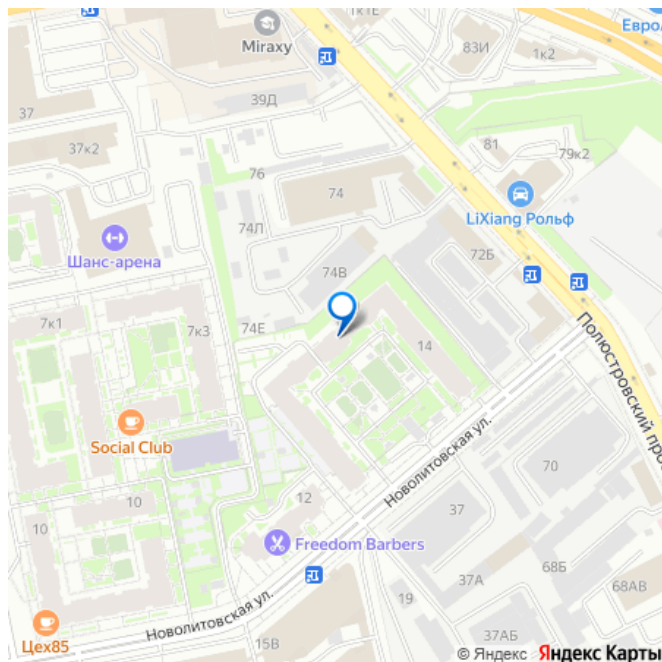 1к1Е
Евро
Miraxy
83И
1к2
39Д
37
37к2
81
79к2
76
74
LiXiang Рольф
74Л
Шанс-арена
72Б
74В
7к1
7к3
74Е
14
Полюстровский про
Social Club
Новолитовская ул.
70
10
12
10
37
Freedom Barbers
68Б
37А
68АВ
19
Новолитовская ул.
Цех85
15В
37АБ
© Яндекс Яндекс Карты